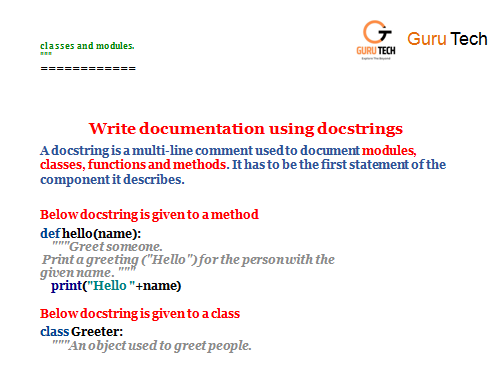 classes and modules.
"""
============
GURU TECH
Explore The Beyond
Guru Tech
Write documentation using docstrings
A docstring is a multi-line comment used to document modules,
classes, functions and methods. It has to be the first statement of the
component it describes.
Below docstring is given to a method
def hello(name):
"""Greet someone.
Print a greeting ("Hello") for the person with the
given name. """
print("Hello "+name)
Below docstring is given to a class
class Greeter:
"""An object used to greet people.